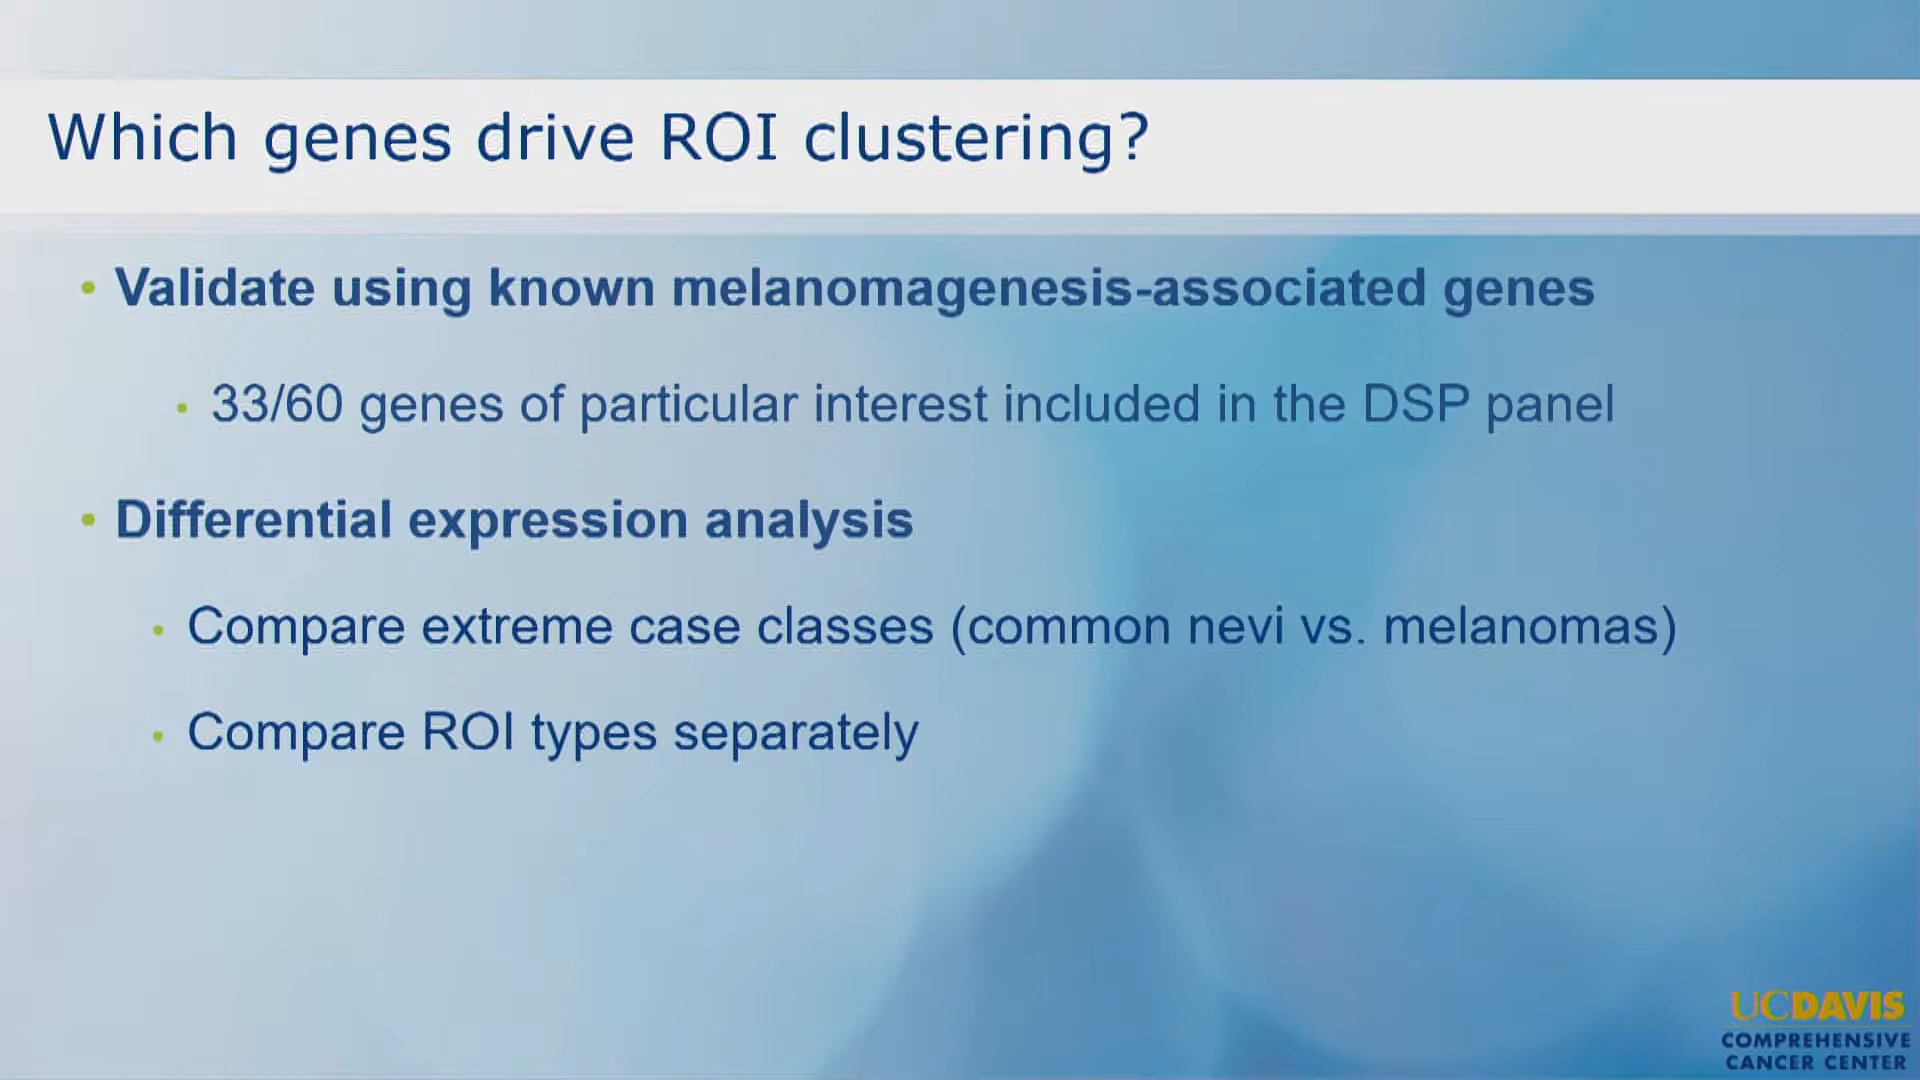 Which genes drive ROI clustering?
• Validate using known melanomagenesis-associated genes
• 33/60 genes of particular interest included in the DSP panel
• Differential expression analysis
• Compare extreme case classes (common nevi vs. melanomas)
• Compare ROI types separately
UCDAVIS
COMPREHENSIVE
CANCER CENTER